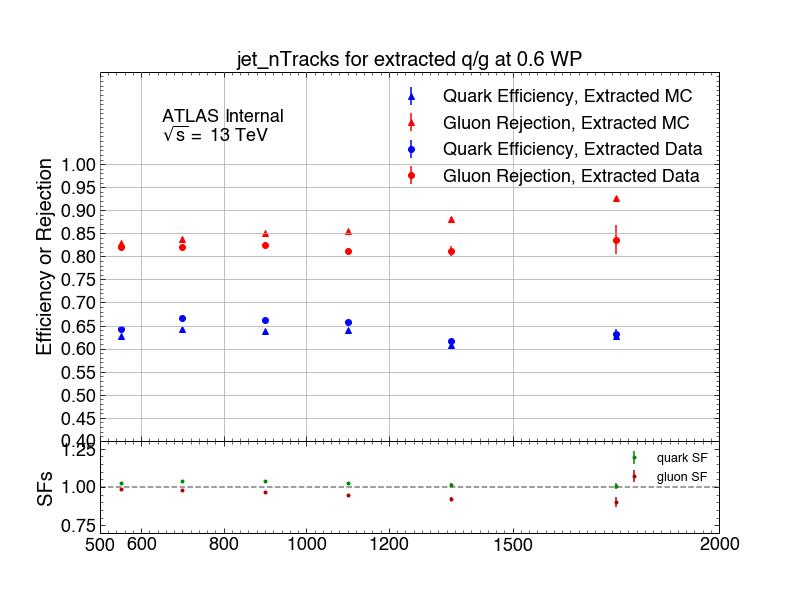 jet_nTracks for extracted q/g at 0.6 WP
ATLAS Internal
√s = 13 TeV
Quark Efficiency, Extracted MC
Gluon Rejection, Extracted MC
Quark Efficiency, Extracted Data
Gluon Rejection, Extracted Data
Efficiency or Rejection
1.00
0.95
0.90
0.85
0.80
0.75
0.70
0.65
0.60
0.55
0.50
0.45
0.40
SFs
1.25
1.00
0.75
quark SF
gluon SF
500 600 800 1000 1200 1500 2000